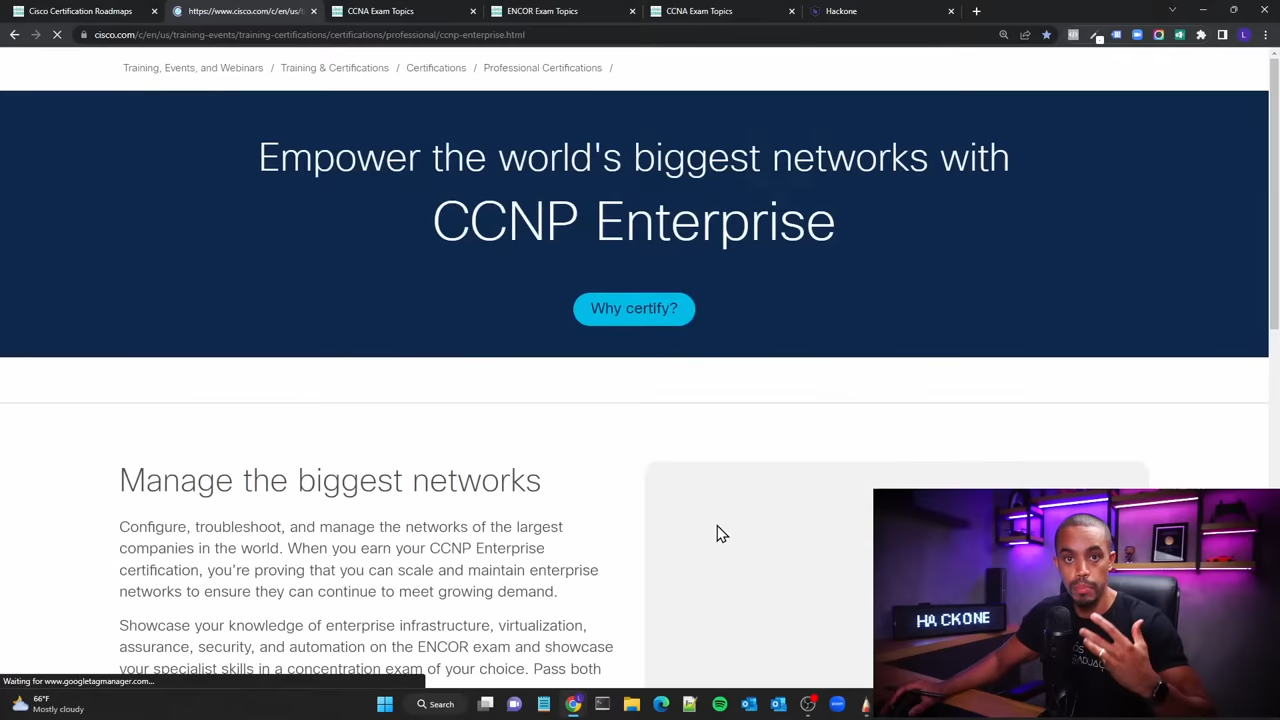 Cisco Certification Roadmaps
https://www.cisco.com/c/en/us/t
CCNA Exam Topics
ENCOR Exam Topics
CCNA Exam Topics
Hackone
cisco.com/c/en/us/training-events/training-certifications/certifications/professional/ccnp-enterprise.html
Training, Events, and Webinars / Training & Certifications / Certifications / Professional Certifications /
Empower the world's biggest networks with
CCNP Enterprise
Why certify?
Manage the biggest networks
Configure, troubleshoot, and manage the networks of the largest
companies in the world. When you earn your CCNP Enterprise
certification, you're proving that you can scale and maintain enterprise
networks to ensure they can continue to meet growing demand.
Showcase your knowledge of enterprise infrastructure, virtualization,
assurance, security, and automation on the ENCOR exam and showcase
your specialist skills in a concentration exam of your choice. Pass both
HACKONE
Waiting for www.googletagmanager.com...
66°F
Mostly cloudy
Search